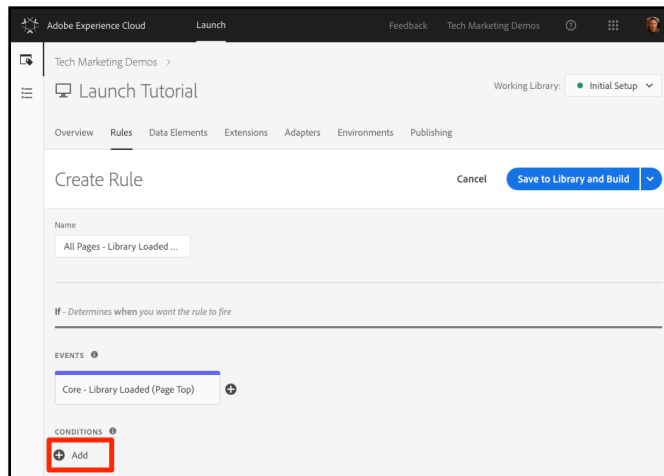 Adobe Experience Cloud Launch Feedback Tech Marketing Demos
Tech Marketing Demos >
Launch Tutorial
Working Library: Initial Setup
Overview Rules Data Elements Extensions Adapters Environments Publishing
Create Rule Cancel Save to Library and Build
Name
All Pages - Library Loaded ...
If - Determines when you want the rule to fire
EVENTS
Core - Library Loaded (Page Top)
CONDITIONS
Add